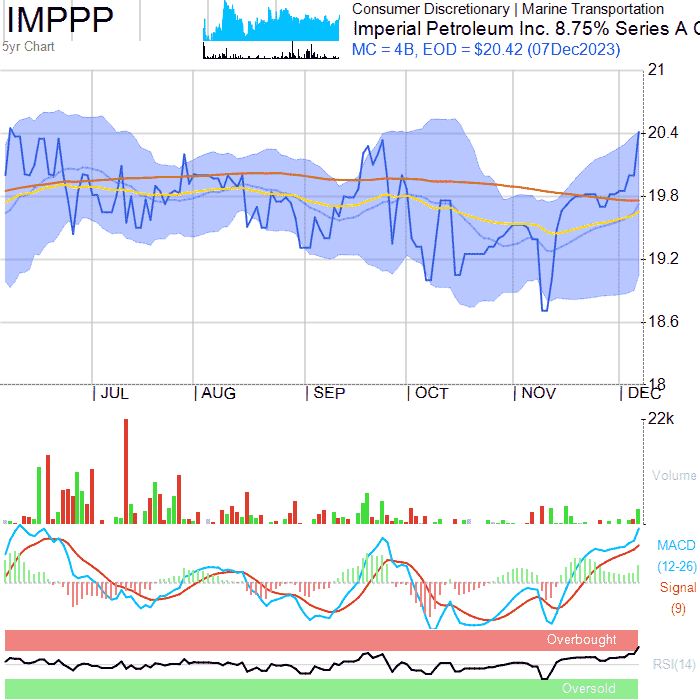 IMPPP
5yr Chart
Consumer Discretionary | Marine Transportation
Imperial Petroleum Inc. 8.75% Series A C
MC = 4B, EOD = $20.42 (07Dec2023)
21
20.4
19.8
19.2
18.6
18
JUL AUG SEP OCT NOV DEC
22k
Volume
MACD
(12-26)
Signal
(9)
Overbought
RSI(14)
Oversold